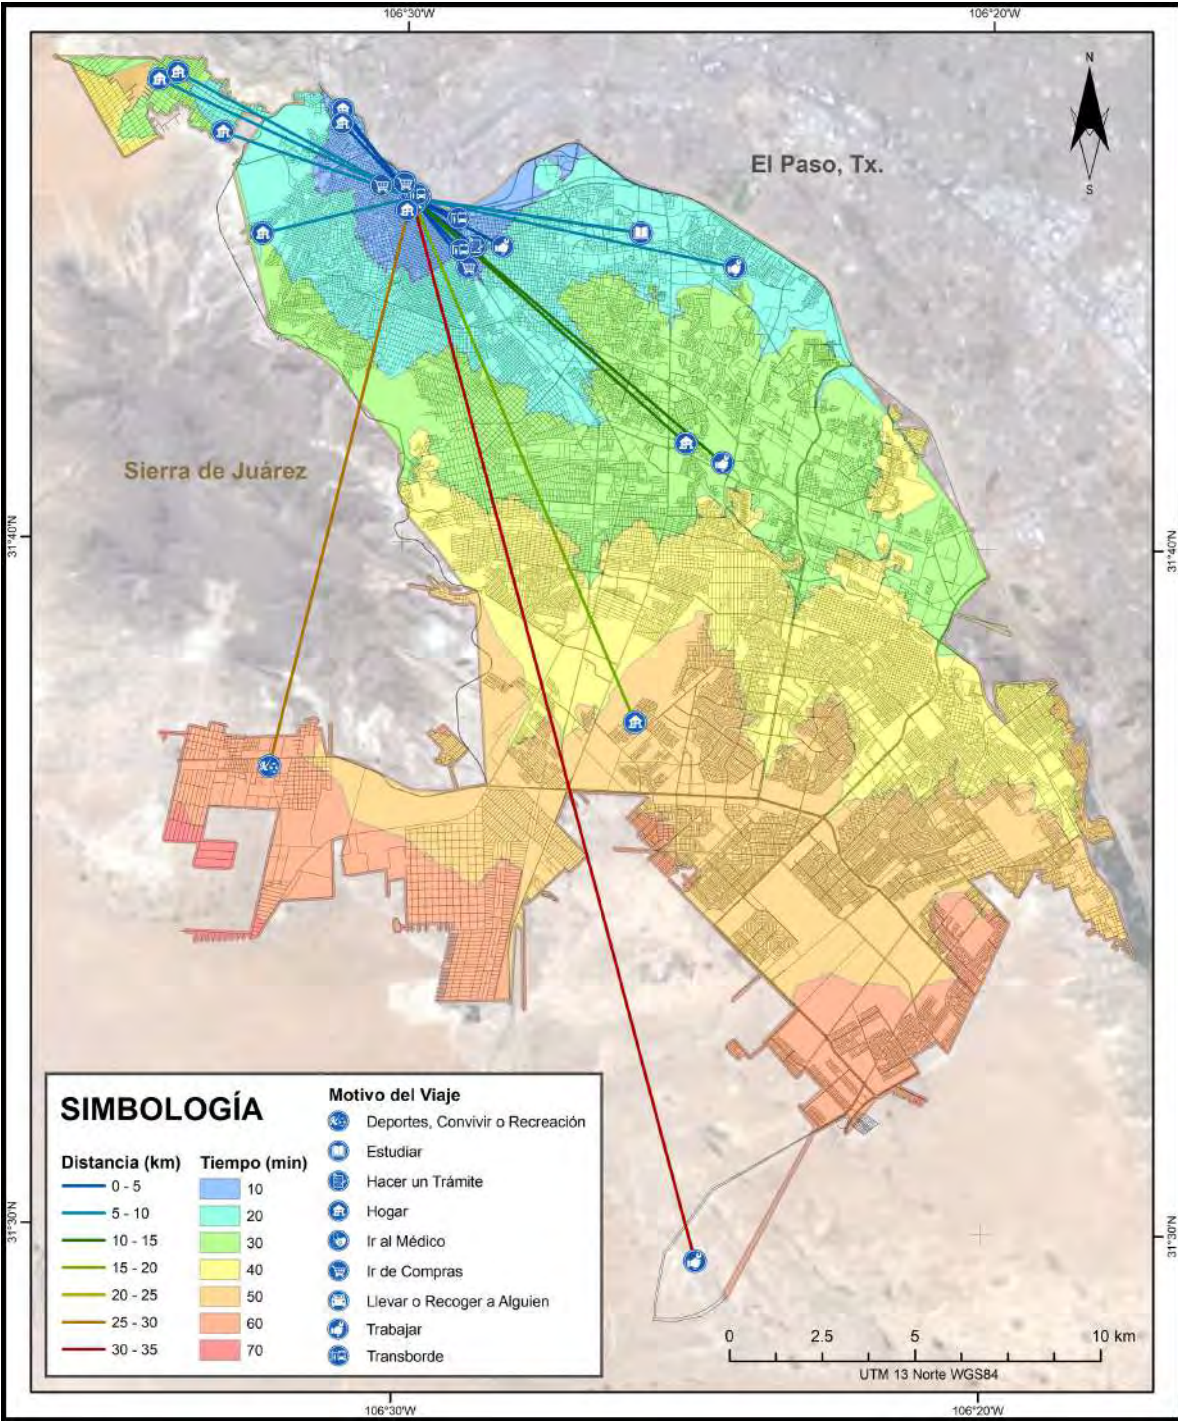 106°30'W
106°20'W
N
S
El Paso, Tx.
Sierra de Juárez
31°40'N
31°40'N
SIMBOLOGÍA
Distancia (km)
0 - 5
5 - 10
10 - 15
15 - 20
20 - 25
25 - 30
30 - 35
Tiempo (min)
10
20
30
40
50
60
70
Motivo del Viaje
Deportes, Convivir o Recreación
Estudiar
Hacer un Trámite
Hogar
Ir al Médico
Ir de Compras
Llevar o Recoger a Alguien
Trabajar
Transborde
31°30'N
31°30'N
0 2.5 5 10 km
UTM 13 Norte WGS84
106°30'W
106°20'W